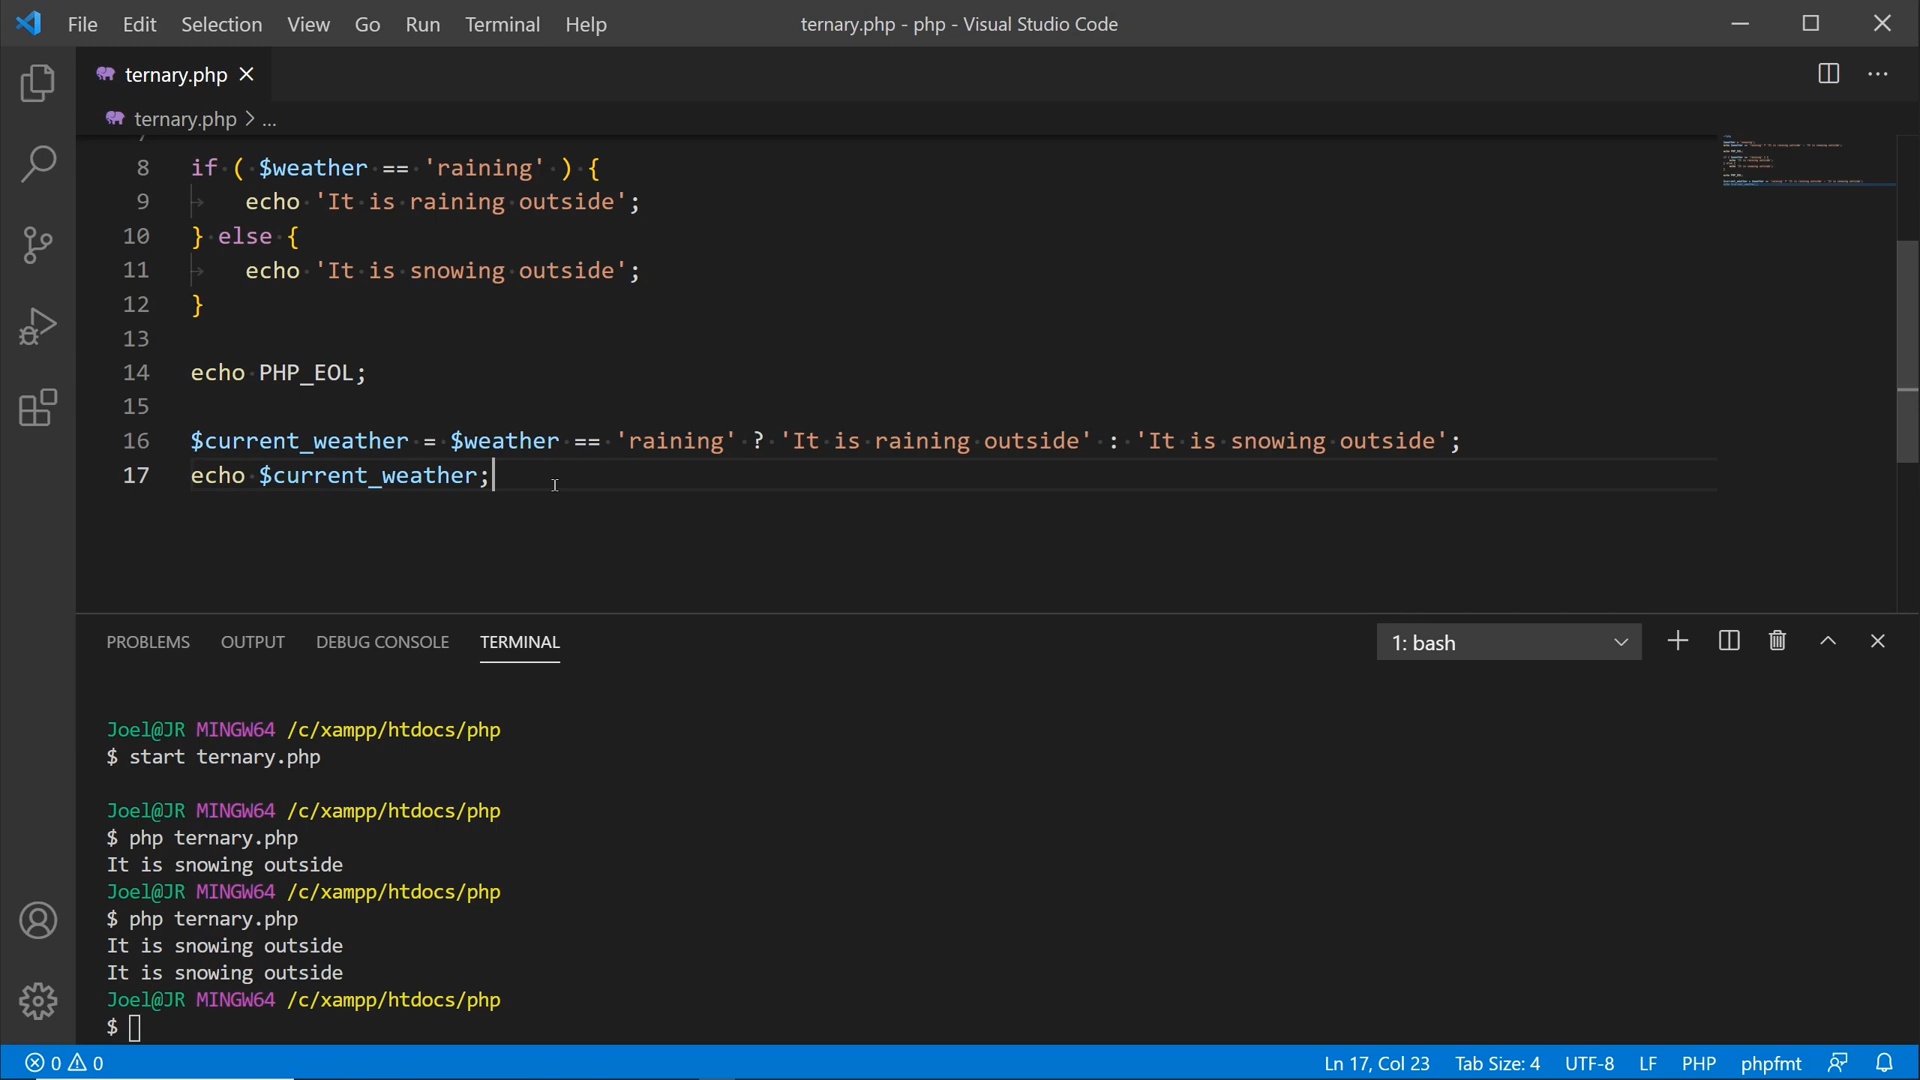 File Edit Selection View Go Run Terminal Help ternary.php - php - Visual Studio Code
ternary.php
ternary.php > ...
8 if ( $weather == 'raining' ) {
9 echo 'It is raining outside';
10 } else {
11 echo 'It is snowing outside';
12 }
13
14 echo PHP_EOL;
15
16 $current_weather = $weather == 'raining' ? 'It is raining outside' : 'It is snowing outside';
17 echo $current_weather;
PROBLEMS OUTPUT DEBUG CONSOLE TERMINAL 1: bash
Joel@JR MINGW64 /c/xampp/htdocs/php
$ start ternary.php
Joel@JR MINGW64 /c/xampp/htdocs/php
$ php ternary.php
It is snowing outside
Joel@JR MINGW64 /c/xampp/htdocs/php
$ php ternary.php
It is snowing outside
It is snowing outside
Joel@JR MINGW64 /c/xampp/htdocs/php
$
0 0 Ln 17, Col 23 Tab Size: 4 UTF-8 LF PHP phpfmt